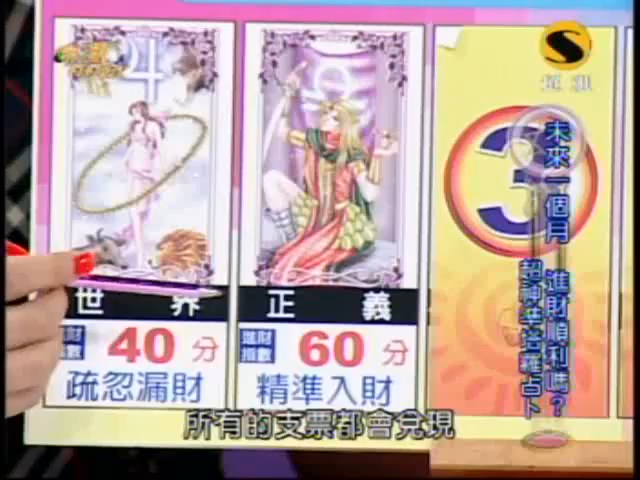 世界
進財指數
40分
疏忽漏財
正義
進財指數
60分
精準入財
3
未來一個月 進財順利嗎？
超神準塔羅占卜
所有的支票都會兌現